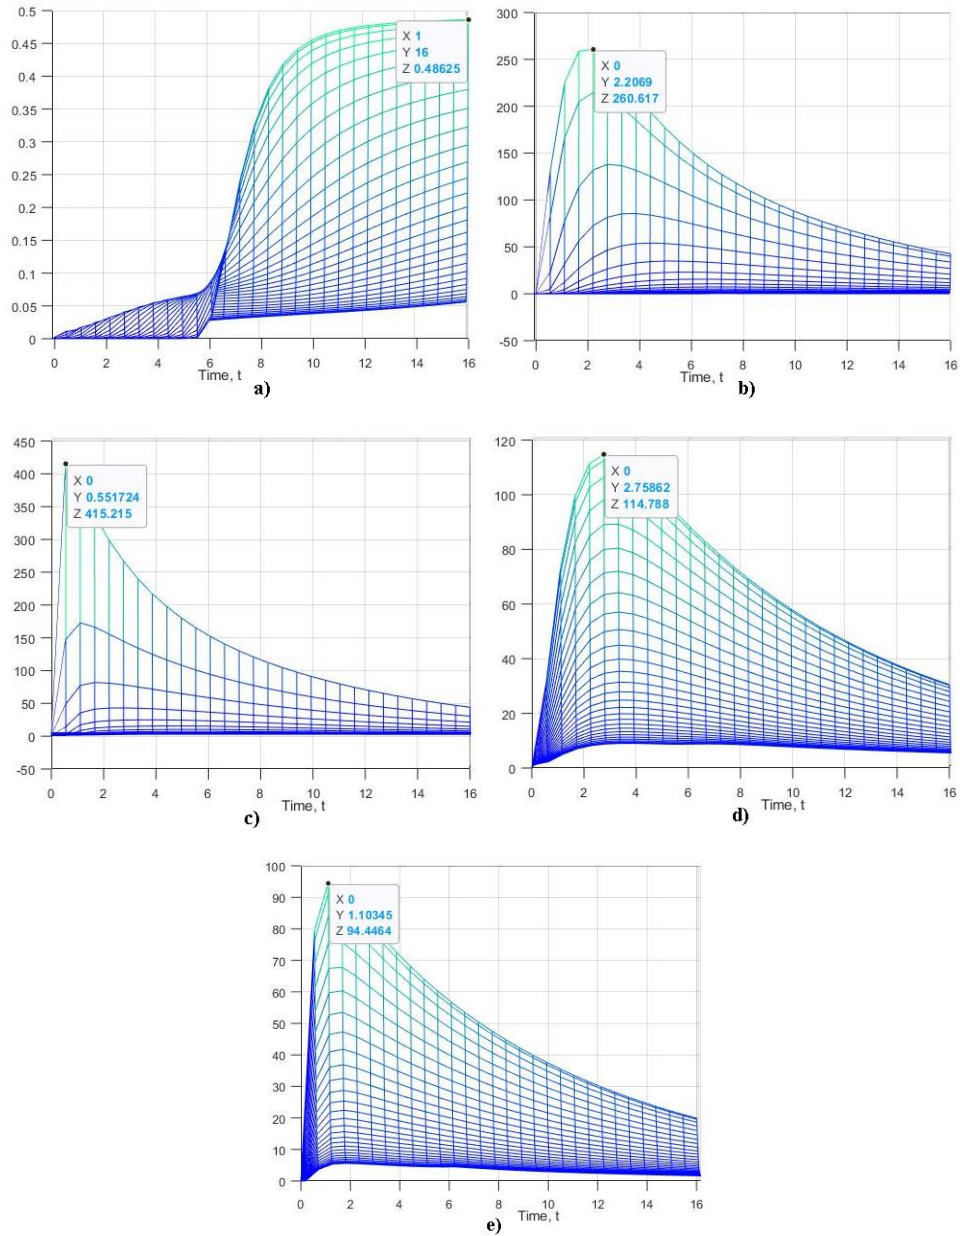 0.5
0.45
0.4
0.35
0.3
0.25
0.2
0.15
0.1
0.05
0
X 1
Y 16
Z 0.48625
0 2 4 6 8 10 12 14 16
Time, t
a)
300
250
200
150
100
50
0
-50
X 0
Y 2.2069
Z 260.617
0 2 4 6 8 10 12 14 16
Time, t
b)
450
400
350
300
250
200
150
100
50
0
-50
X 0
Y 0.551724
Z 415.215
0 2 4 6 8 10 12 14 16
Time, t
c)
120
100
80
60
40
20
0
X 0
Y 2.75862
Z 114.788
0 2 4 6 8 10 12 14 16
Time, t
d)
100
90
80
70
60
50
40
30
20
10
0
X 0
Y 1.10345
Z 94.4464
0 2 4 6 8 10 12 14 16
Time, t
e)